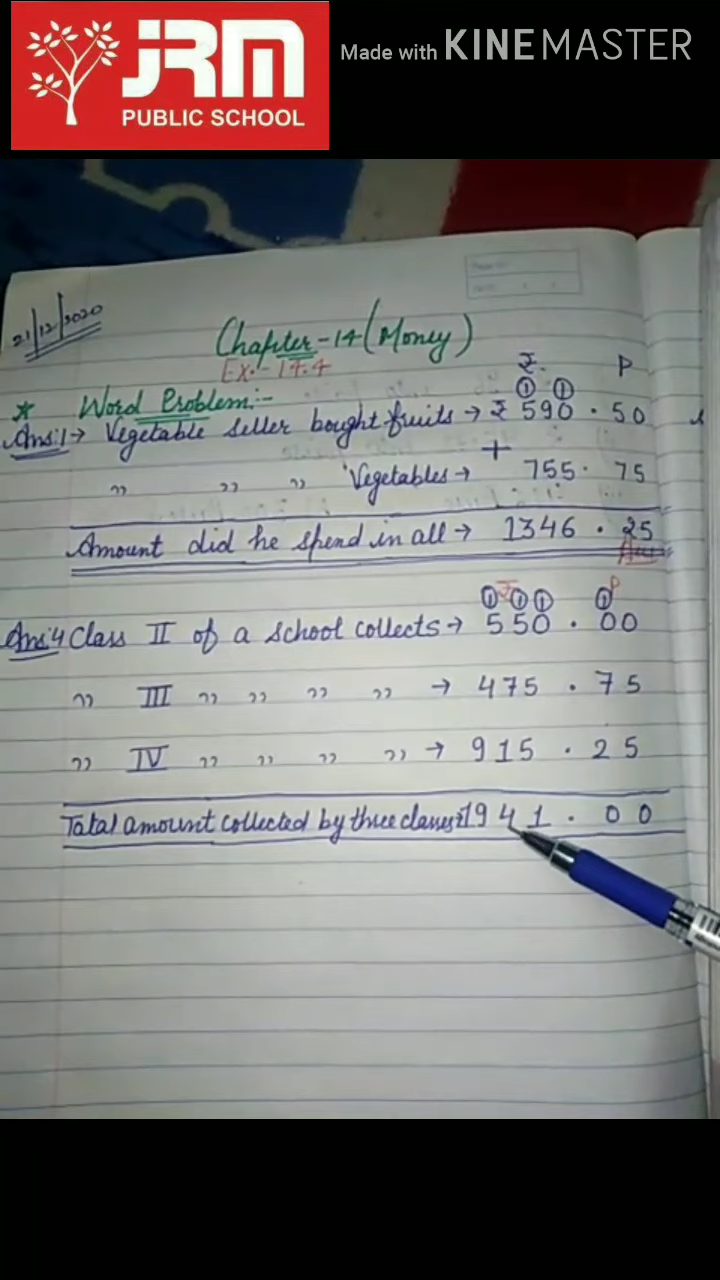 JRM
PUBLIC SCHOOL
Made with KINEMASTER
21/12/2020
Chapter-14 (Money)
Ex.- 14.4
₹. P
* Word Problem:-
Ans:1→ Vegetable seller bought fruits → ₹ 590.50
" " " Vegetables → + 755.75
Amount did he spend in all → 1346.25
Ans
₹ P
Ans:4 Class II of a school collects → 550.00
" III " " " " → 475.75
" IV " " " " → 915.25
Total amount collected by three classes→ 1941.00